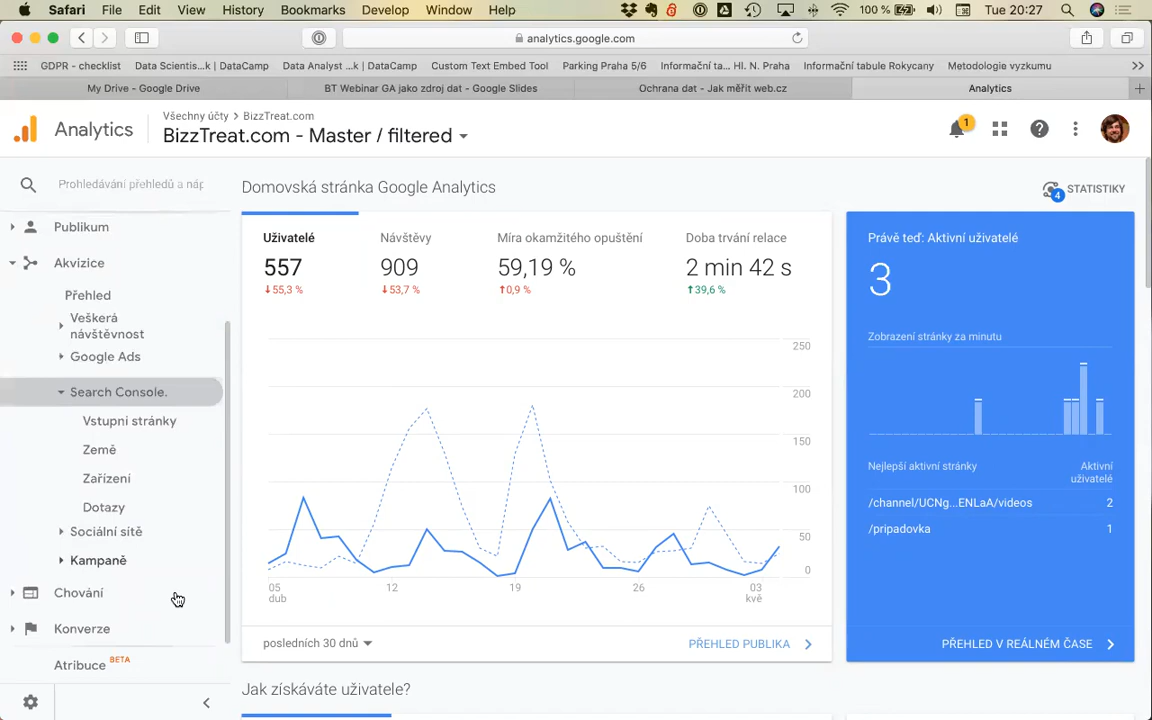 Safari File Edit View History Bookmarks Develop Window Help 100 % Tue 20:27
analytics.google.com
GDPR - checklist Data Scientis...k | DataCamp Data Analyst ...k | DataCamp Custom Text Embed Tool Parking Praha 5/6 Informační ta... Hl. N. Praha Informační tabule Rokycany Metodologie vyzkumu
My Drive - Google Drive BT Webinar GA jako zdroj dat - Google Slides Ochrana dat - Jak měřit web.cz Analytics
Všechny účty > BizzTreat.com
Analytics BizzTreat.com - Master / filtered 1
Prohledávání přehledů a náp
Domovská stránka Google Analytics
4 STATISTIKY
Publikum
Akvizice
Přehled
Veškerá
návštěvnost
Google Ads
Search Console.
Vstupní stránky
Země
Zařízení
Dotazy
Sociální sítě
Kampaně
Chování
Konverze
Atribuce BETA
Uživatelé Návštěvy Míra okamžitého opuštění Doba trvání relace
557 909 59,19 % 2 min 42 s
↓55,3 % ↓53,7 % ↑0,9 % ↑39,6 %
250
200
150
100
50
0
05 12 19 26 03
dub kvě
posledních 30 dnů PŘEHLED PUBLIKA
Právě teď: Aktivní uživatelé
3
Zobrazení stránky za minutu
Nejlepší aktivní stránky Aktivní
uživatelé
/channel/UCNg...ENLaA/videos 2
/pripadovka 1
PŘEHLED V REÁLNÉM ČASE
Jak získáváte uživatele?